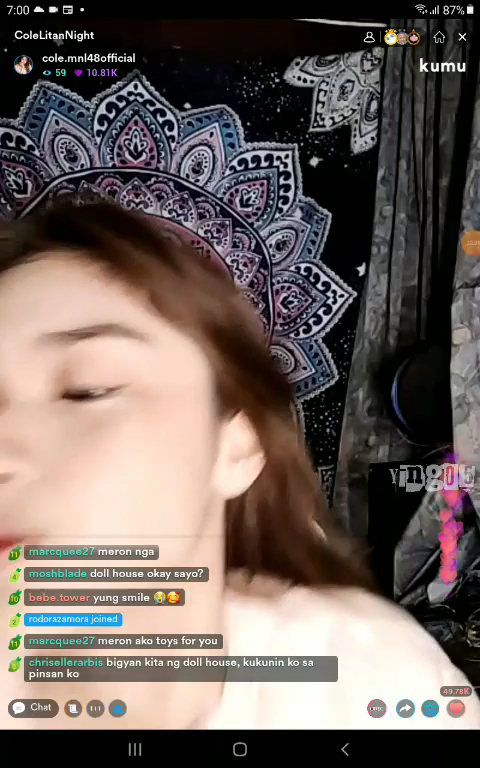 7:00
87%
ColeLitanNight
cole.mnl48official
59 10.81K
kumu
marcquee27 meron nga
moshblade doll house okay sayo?
bebe.tower yung smile 😭🥰
rodorazamora joined
marcquee27 meron ako toys for you
chrisellerarbis bigyan kita ng doll house, kukunin ko sa
pinsan ko
49.78K
Chat